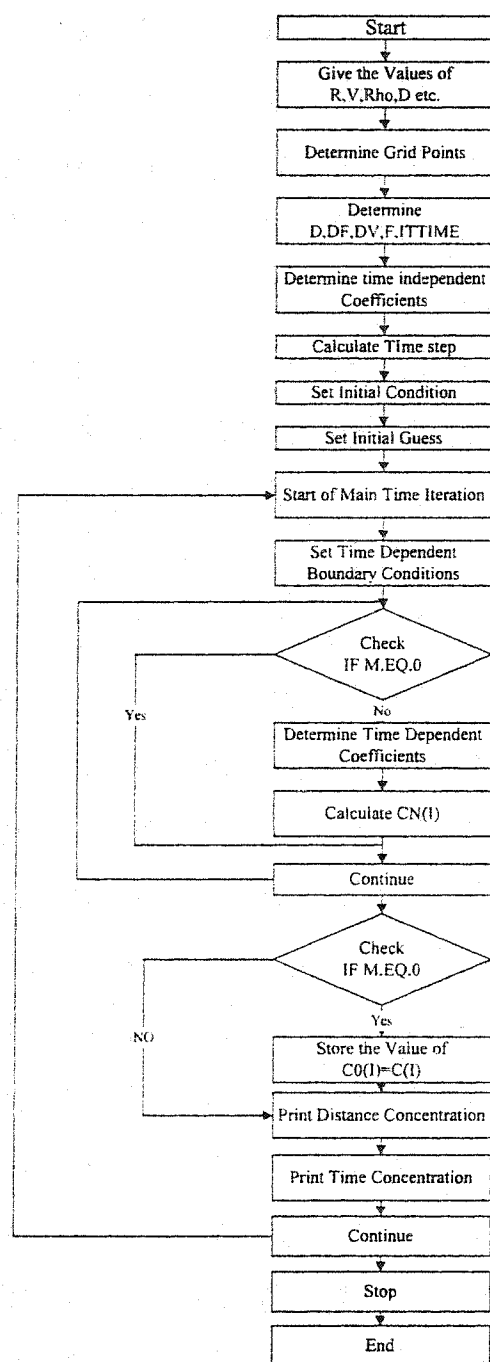 Start
Give the Values of
R,V,Rho,D etc.
Determine Grid Points
Determine
D,DF,DV,F,ITTIME
Determine time independent
Coefficients
Calculate Time step
Set Initial Condition
Set Initial Guess
Start of Main Time Iteration
Set Time Dependent
Boundary Conditions
Check
IF M.EQ.0
Yes
No
Determine Time Dependent
Coefficients
Calculate CN(I)
Continue
Check
IF M.EQ.0
Yes
NO
Store the Value of
C0(I)=C(I)
Print Distance Concentration
Print Time Concentration
Continue
Stop
End